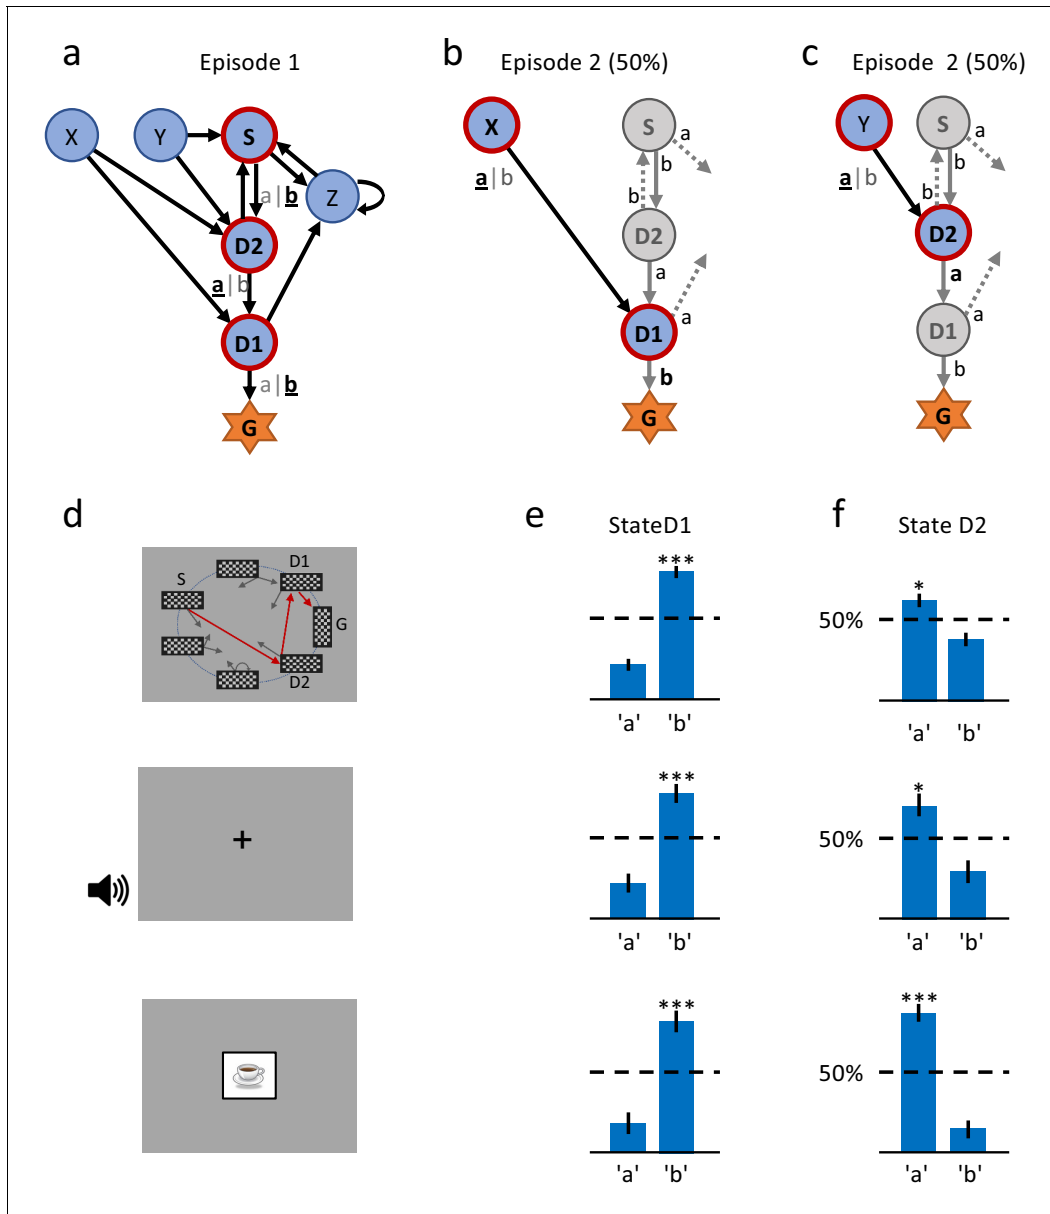 a
Episode 1
b
Episode 2 (50%)
c
Episode 2 (50%)
X
Y
S
Z
a|b
D2
a|b
D1
a|b
G
X
a|b
S
a
b
b
D2
a
D1
a
b
G
Y
a|b
S
a
b
b
D2
a
D1
a
b
G
d
S
D1
G
D2
e
StateD1
***
'a' 'b'
f
State D2
*
50%
'a' 'b'
+
***
'a' 'b'
*
50%
'a' 'b'
***
'a' 'b'
***
50%
'a' 'b'